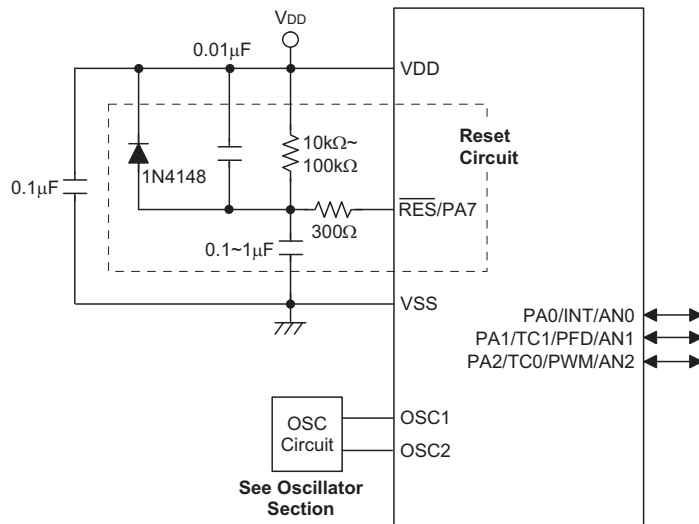 VDD
0.01μF
VDD
Reset
Circuit
10kΩ~
100kΩ
1N4148
0.1μF
RES/PA7
300Ω
0.1~1μF
VSS
PA0/INT/AN0
PA1/TC1/PFD/AN1
PA2/TC0/PWM/AN2
OSC
Circuit
OSC1
OSC2
See Oscillator
Section